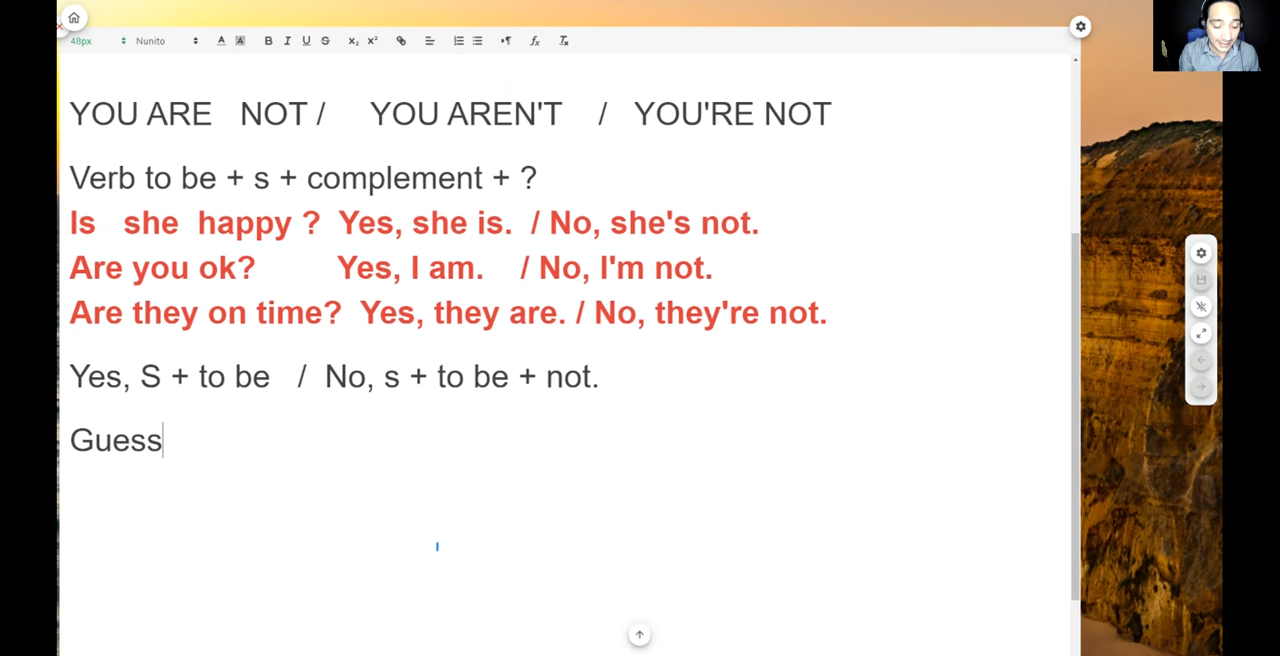 48px Nunito
YOU ARE NOT / YOU AREN'T / YOU'RE NOT
Verb to be + s + complement + ?
Is she happy ? Yes, she is. / No, she's not.
Are you ok? Yes, I am. / No, I'm not.
Are they on time? Yes, they are. / No, they're not.
Yes, S + to be / No, s + to be + not.
Guess